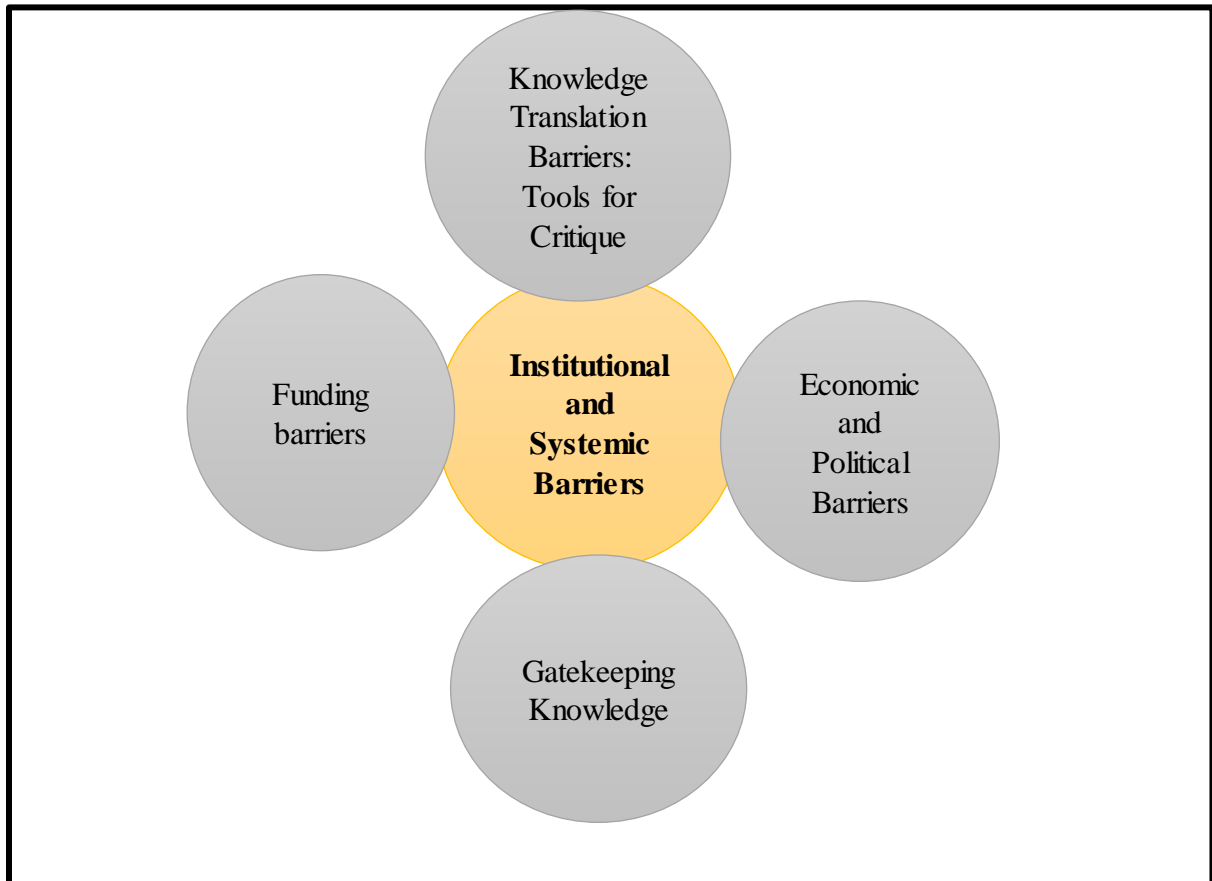 Knowledge
Translation
Barriers:
Tools for
Critique
Funding
barriers
Institutional
and
Systemic
Barriers
Economic
and
Political
Barriers
Gatekeeping
Knowledge